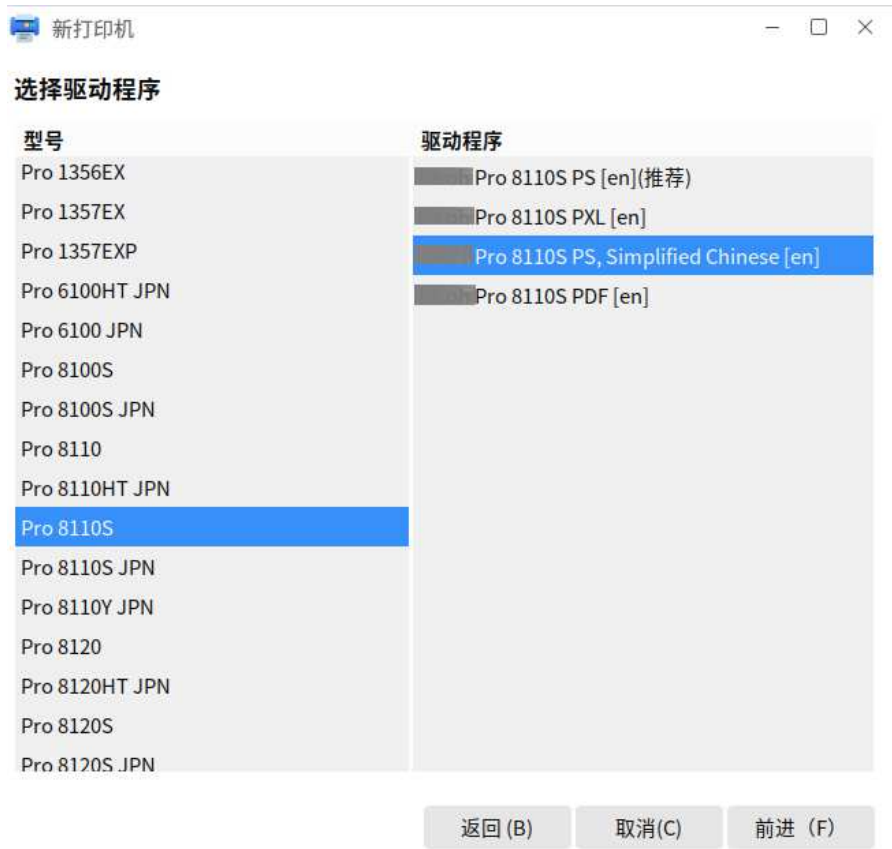 新打印机
选择驱动程序
型号
Pro 1356EX
Pro 1357EX
Pro 1357EXP
Pro 6100HT JPN
Pro 6100 JPN
Pro 8100S
Pro 8100S JPN
Pro 8110
Pro 8110HT JPN
Pro 8110S
Pro 8110S JPN
Pro 8110Y JPN
Pro 8120
Pro 8120HT JPN
Pro 8120S
Pro 8120S JPN
驱动程序
Pro 8110S PS [en](推荐)
Pro 8110S PXL [en]
Pro 8110S PS, Simplified Chinese [en]
Pro 8110S PDF [en]
返回 (B)
取消(C)
前进（F）